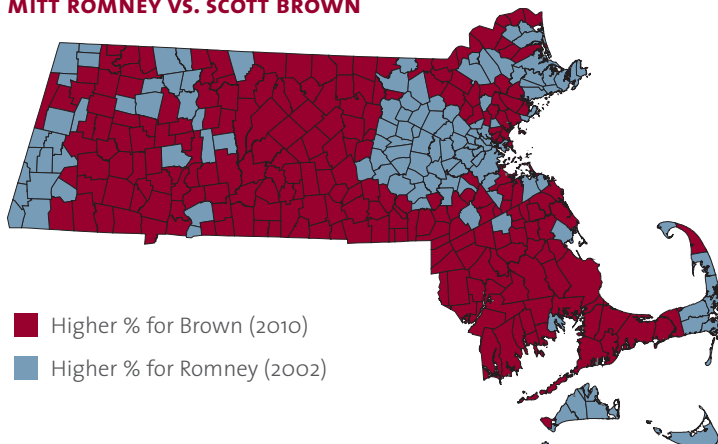 MITT ROMNEY VS. SCOTT BROWN
Higher % for Brown (2010)
Higher % for Romney (2002)